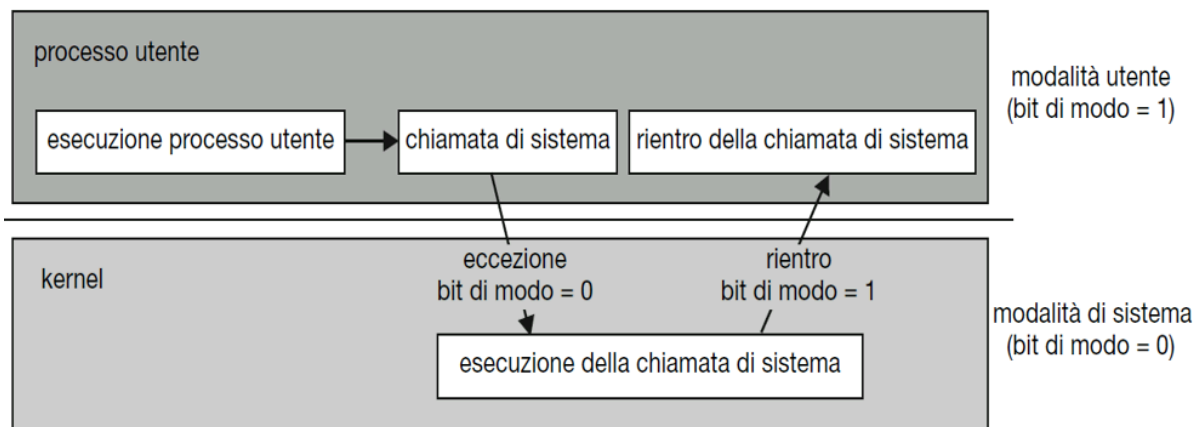 processo utente
modalità utente
(bit di modo = 1)
esecuzione processo utente
chiamata di sistema
rientro della chiamata di sistema
kernel
eccezione
bit di modo = 0
rientro
bit di modo = 1
modalità di sistema
(bit di modo = 0)
esecuzione della chiamata di sistema